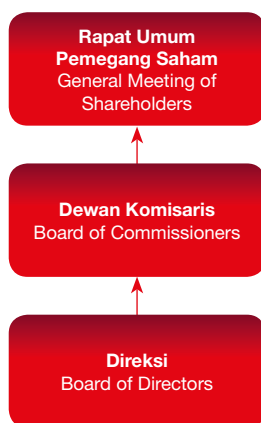 Rapat Umum
Pemegang Saham
General Meeting of
Shareholders
Dewan Komisaris
Board of Commissioners
Direksi
Board of Directors